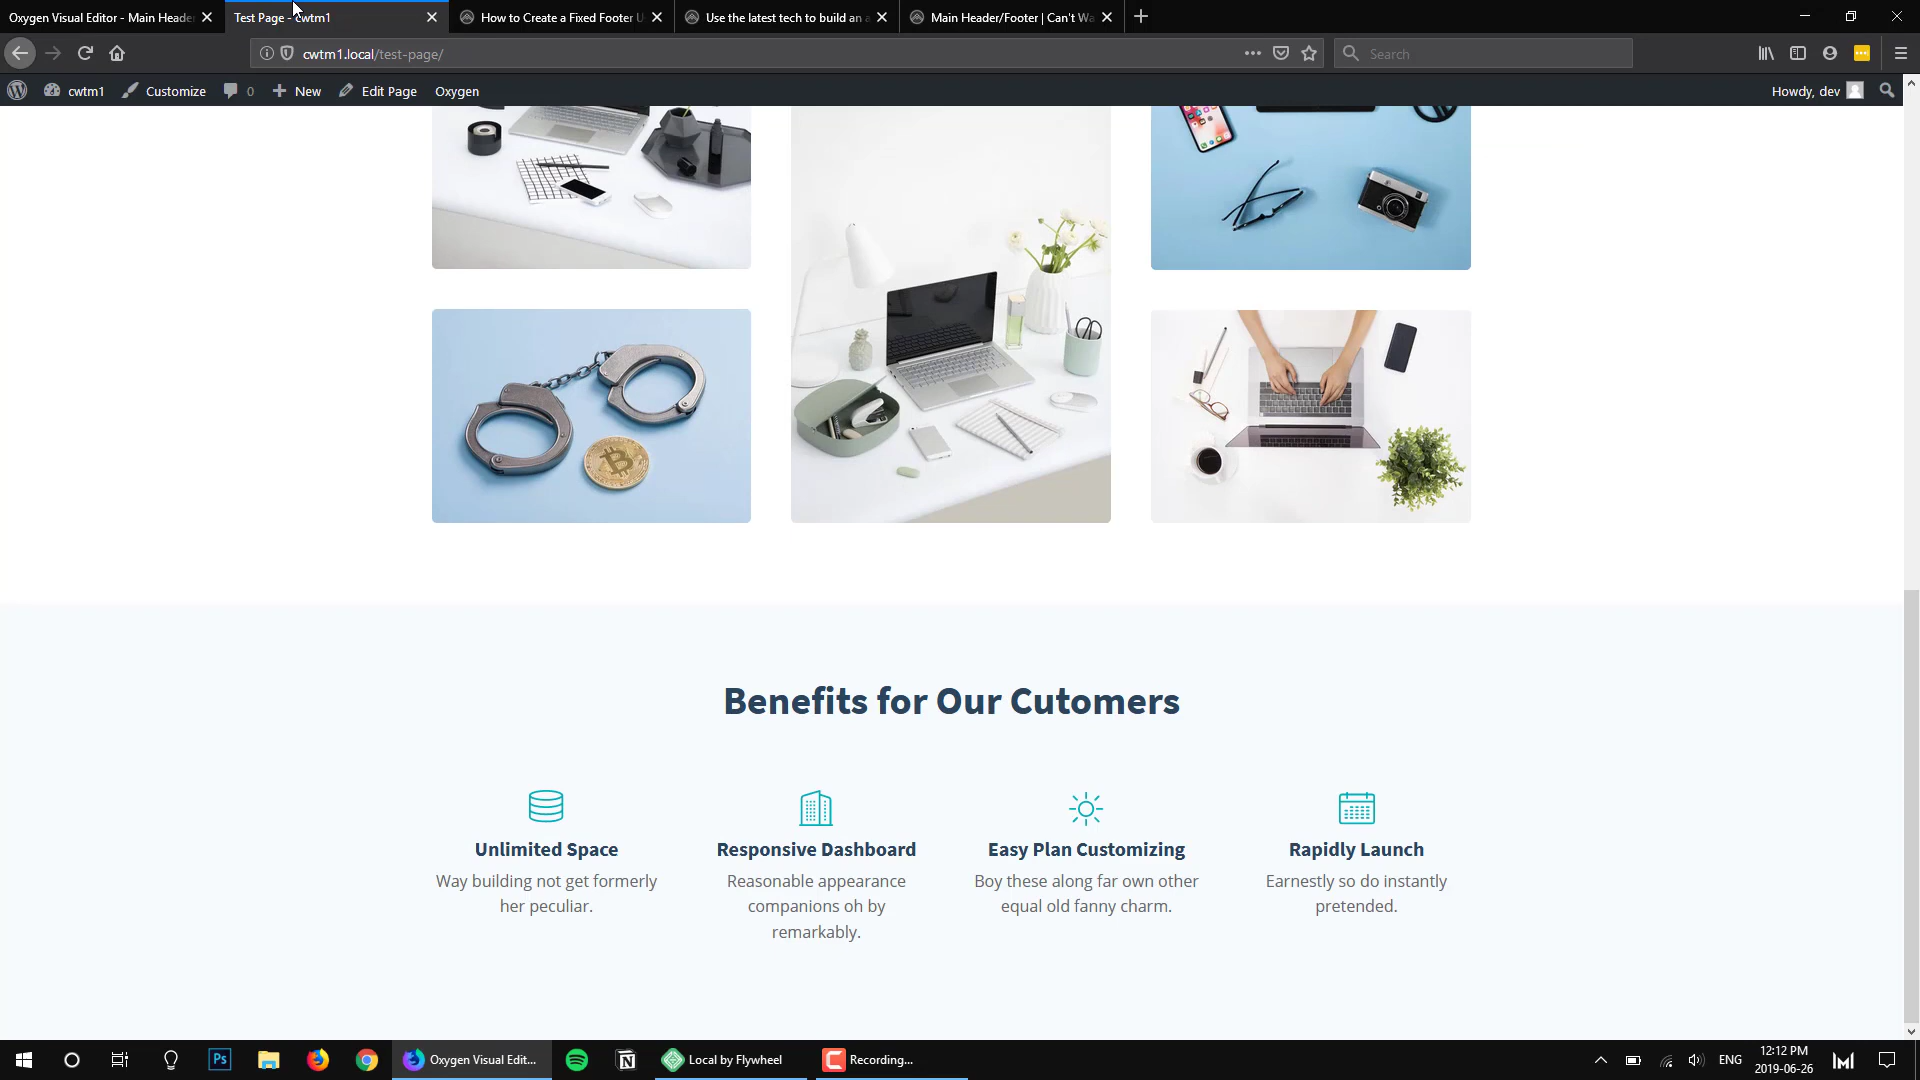 Oxygen Visual Editor - Main Header
Test Page - cwtm1
How to Create a Fixed Footer U
Use the latest tech to build an a
Main Header/Footer | Can't Wa
cwtm1.local/test-page/
Search
cwtm1
Customize
0
New
Edit Page
Oxygen
Howdy, dev
Benefits for Our Cutomers
Unlimited Space
Way building not get formerly
her peculiar.
Responsive Dashboard
Reasonable appearance
companions oh by
remarkably.
Easy Plan Customizing
Boy these along far own other
equal old fanny charm.
Rapidly Launch
Earnestly so do instantly
pretended.
Ps
Oxygen Visual Edit...
Local by Flywheel
Recording...
ENG
12:12 PM
2019-06-26